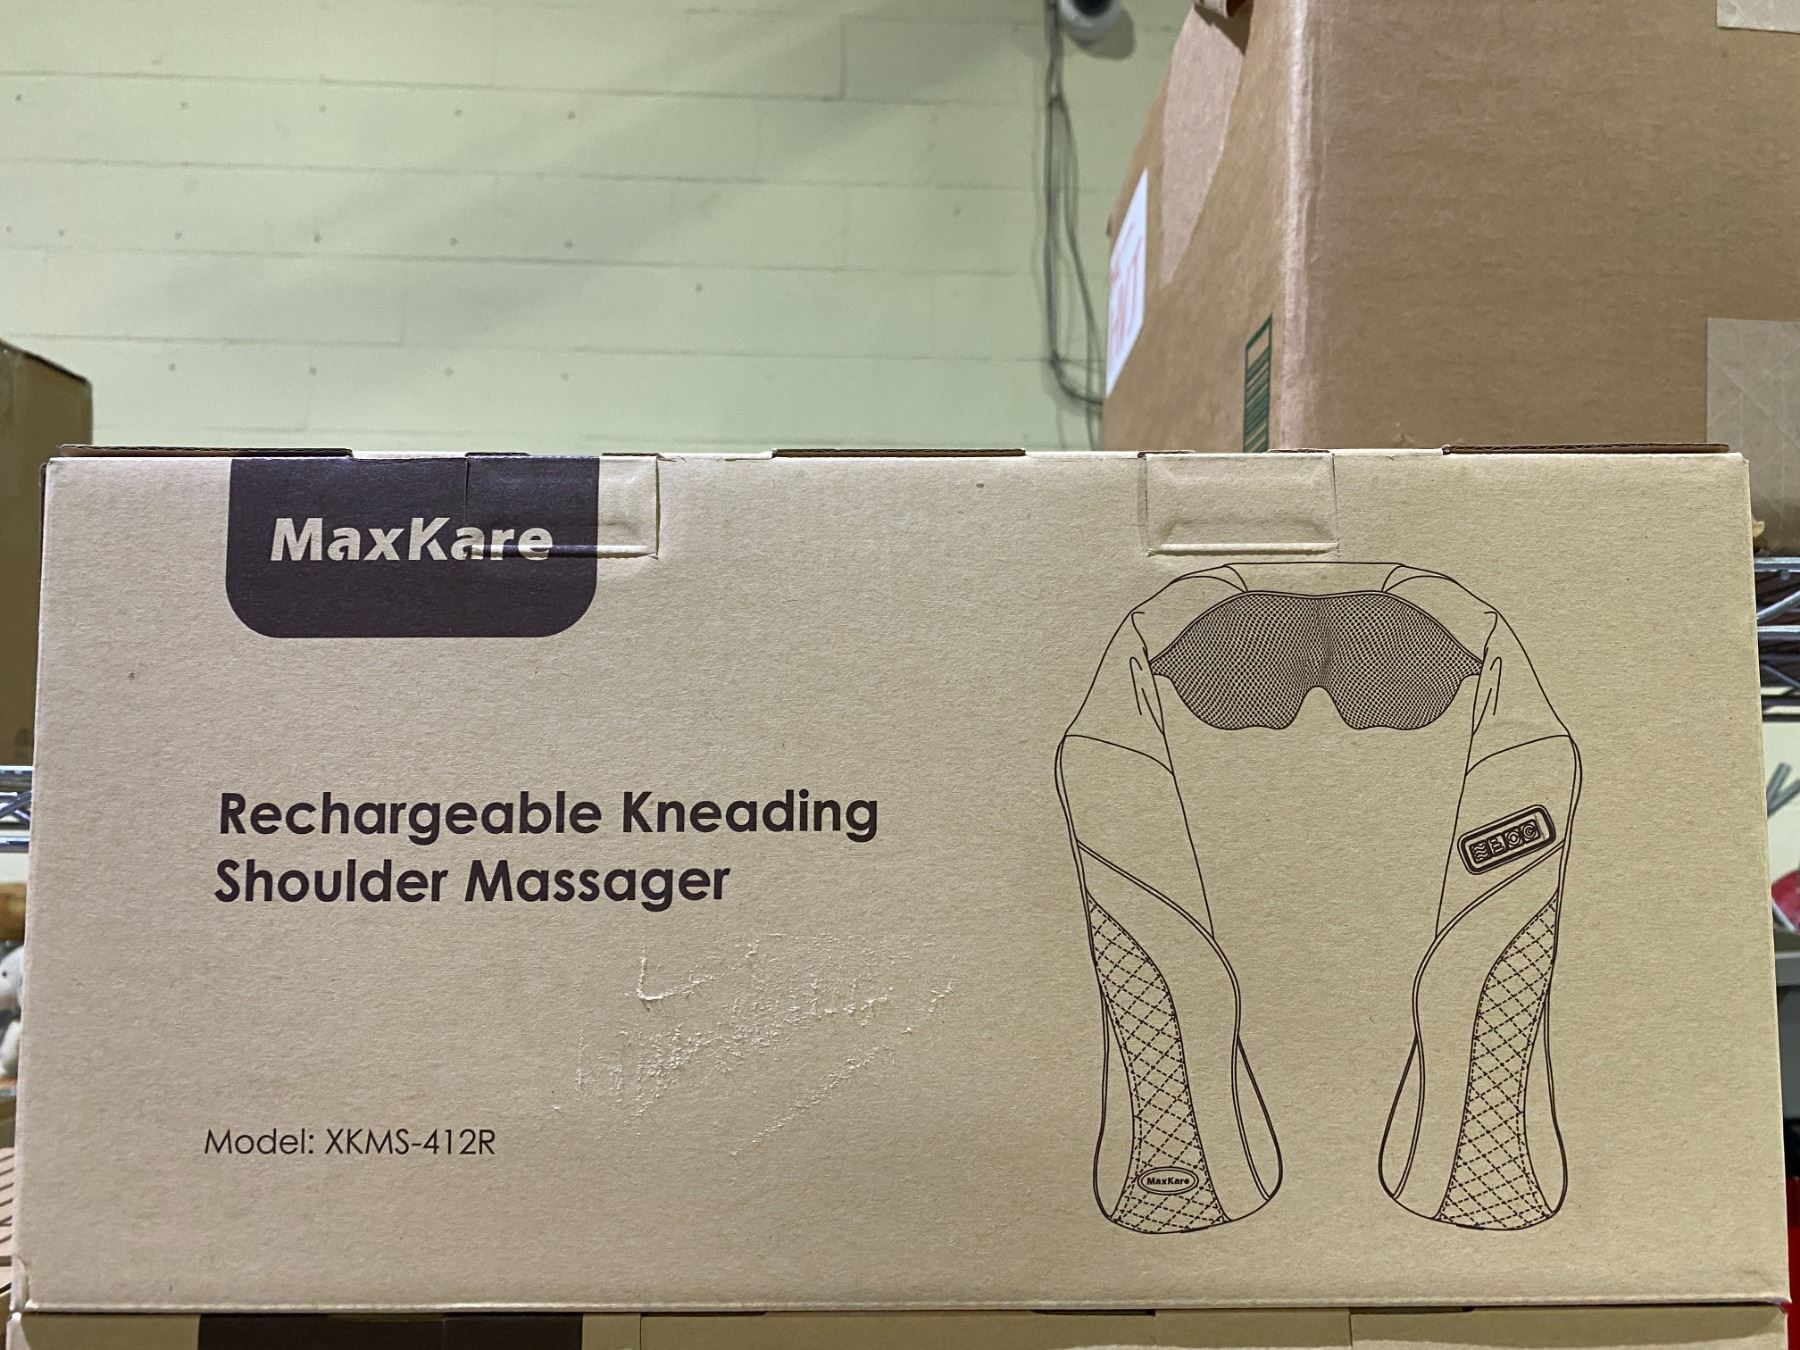 MaxKare
Rechargeable Kneading
Shoulder Massager
Model: XKMS-412R
MaxKare